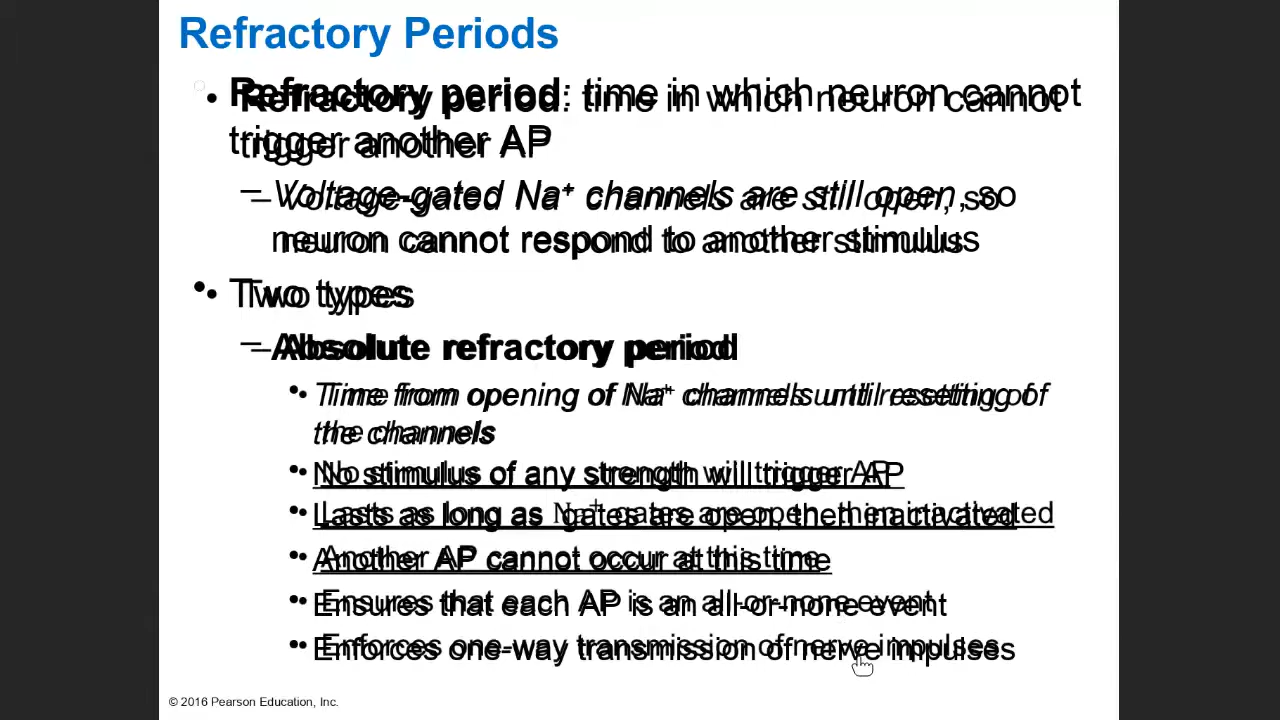 Refractory Periods
• Refractory period: time in which neuron cannot
trigger another AP
– Voltage-gated Na⁺ channels are still open, so
neuron cannot respond to another stimulus
• Two types
– Absolute refractory period
• Time from opening of Na⁺ channels until resetting of
the channels
• No stimulus of any strength will trigger AP
• Lasts as long as Na⁺ gates are open, then inactivated
• Another AP cannot occur at this time
• Ensures that each AP is an all-or-none event
• Enforces one-way transmission of nerve impulses
© 2016 Pearson Education, Inc.